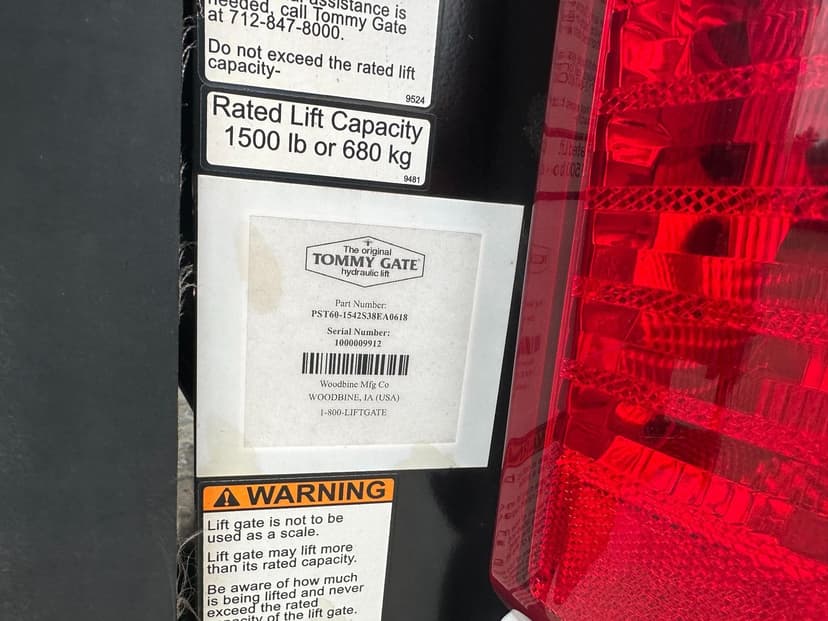 assistance is
needed, call Tommy Gate
at 712-847-8000.
Do not exceed the rated lift
capacity-
9524
Rated Lift Capacity
1500 lb or 680 kg
9481
The original
TOMMY GATE
hydraulic lift
Part Number:
PST60-1542S38EA0618
Serial Number:
1000009912
Woodbine Mfg Co
WOODBINE, IA (USA)
1-800-LIFTGATE
WARNING
Lift gate is not to be
used as a scale.
Lift gate may lift more
than its rated capacity.
Be aware of how much
is being lifted and never
exceed the rated
capacity of the lift gate.